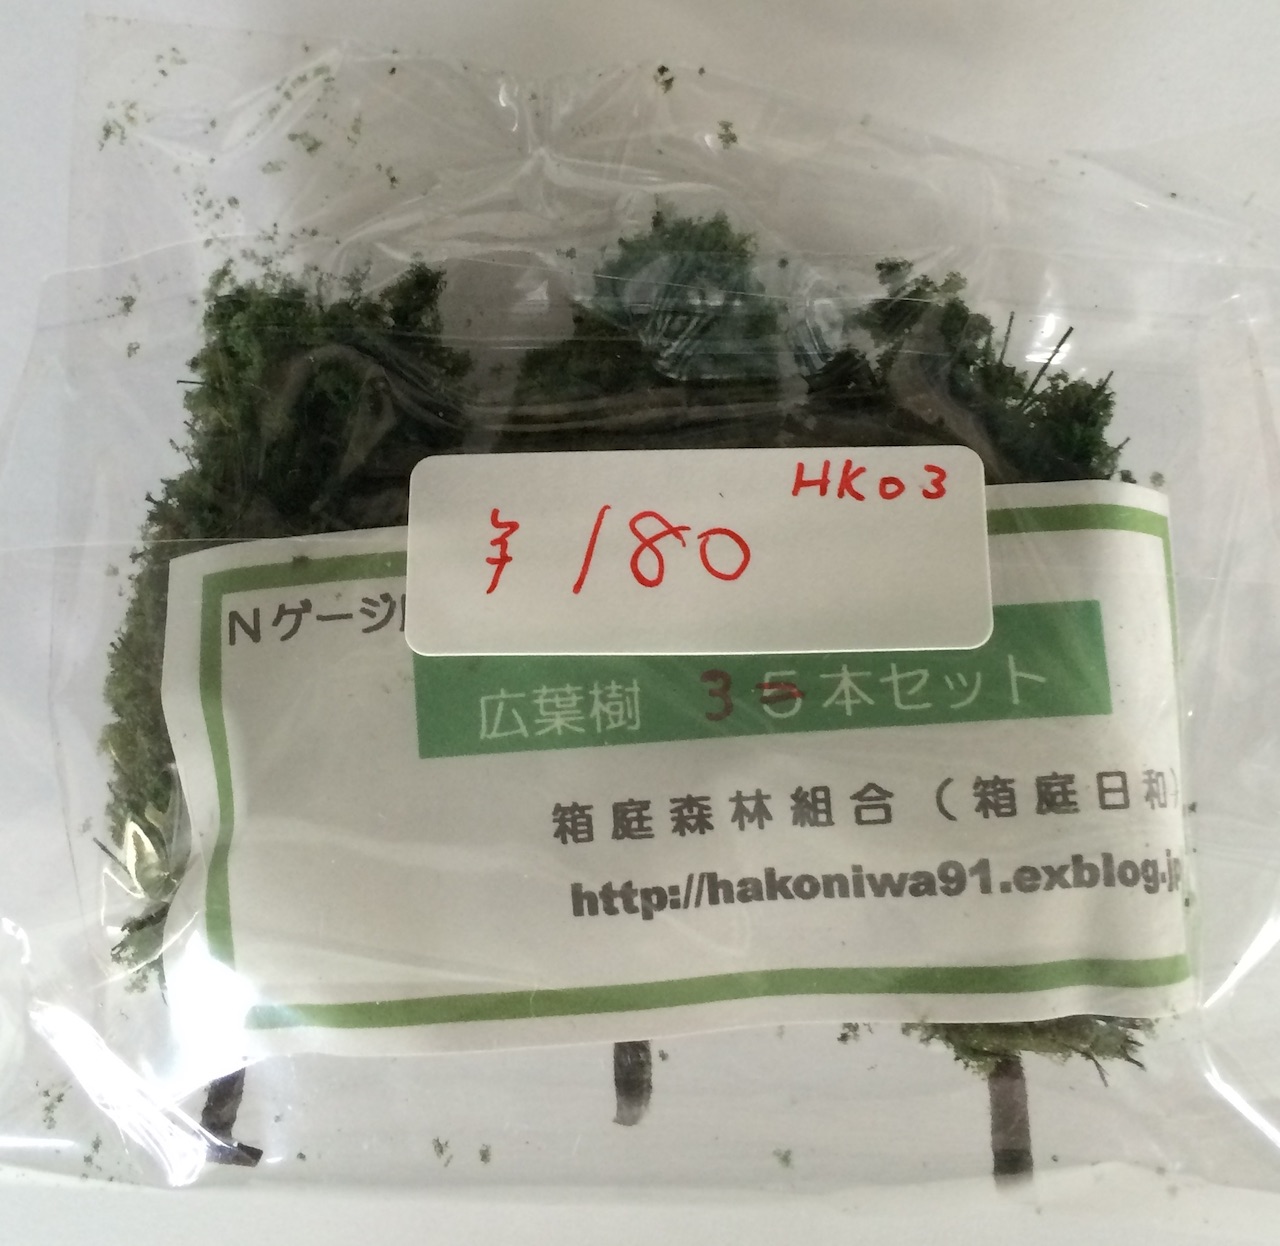 HK03
¥180
Nゲージ
広葉樹 3 5本セット
箱庭森林組合（箱庭日和）
http://hakoniwa91.exblog.jp